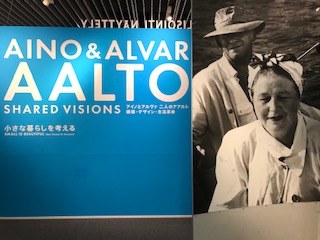 LISOINTI NÄYTTELY
AINO & ALVAR
AALTO
SHARED VISIONS
アイノとアルヴァ 二人のアアルト
建築・デザイン・生活革命
小さな暮らしを考える
SMALL IS BEAUTIFUL